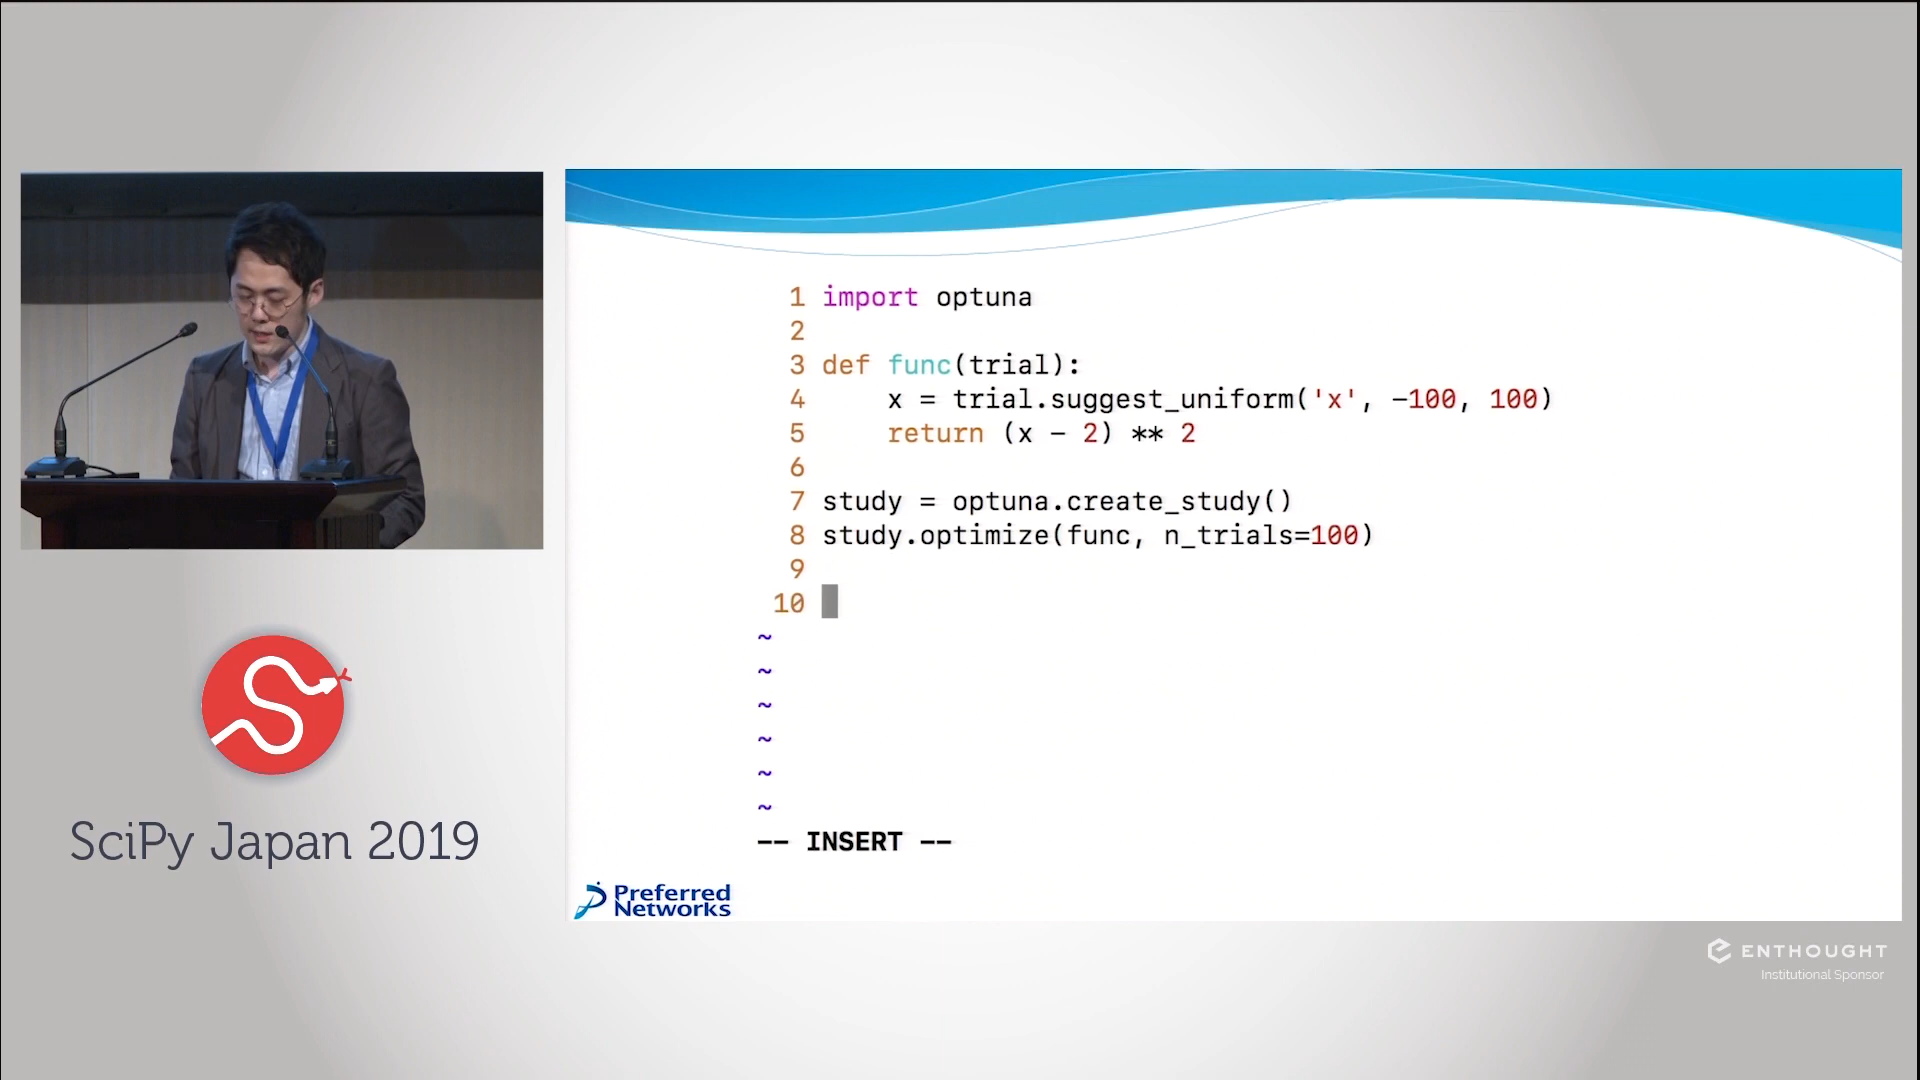 1 import optuna
2
3 def func(trial):
4     x = trial.suggest_uniform('x', -100, 100)
5     return (x - 2) ** 2
6
7 study = optuna.create_study()
8 study.optimize(func, n_trials=100)
9
10
~
~
~
~
~
~
-- INSERT --
Preferred
Networks
SciPy Japan 2019
ENTHOUGHT
Institutional Sponsor